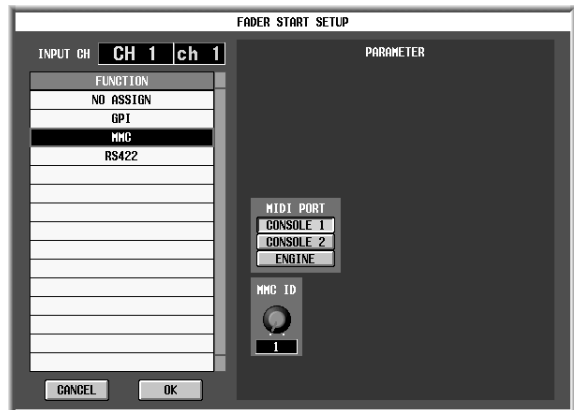 FADER START SETUP
INPUT CH CH 1 ch 1
FUNCTION
NO ASSIGN
GPI
MMC
RS422
PARAMETER
MIDI PORT
CONSOLE 1
CONSOLE 2
ENGINE
MMC ID
1
CANCEL OK